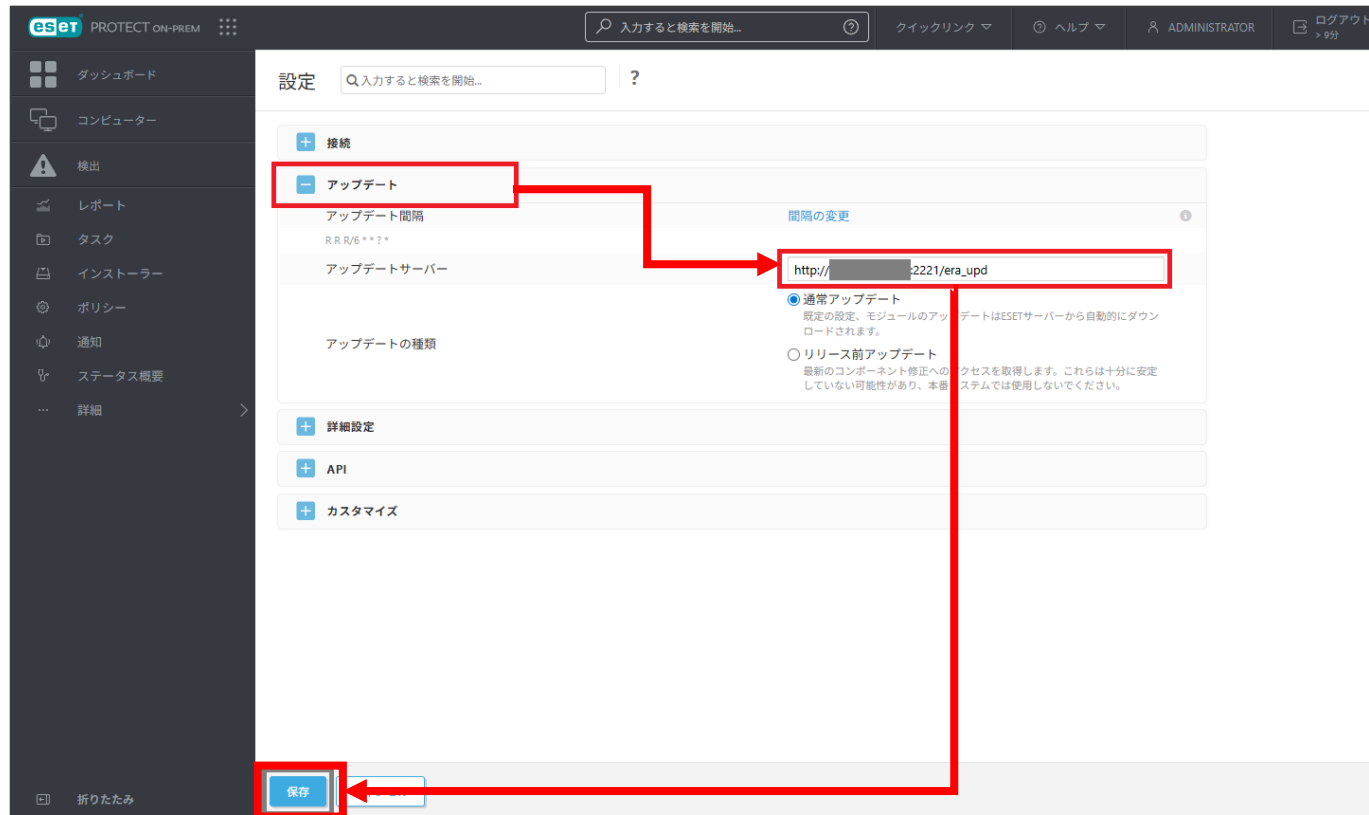 eset PROTECT ON-PREM
入力すると検索を開始...
クイックリンク
ヘルプ
ADMINISTRATOR
ログアウト
> 9分
ダッシュボード
コンピューター
検出
レポート
タスク
インストーラー
ポリシー
通知
ステータス概要
詳細
折りたたみ
設定
入力すると検索を開始...
?
接続
アップデート
アップデート間隔
間隔の変更
R R R/6 * * ? *
アップデートサーバー
http://
:2221/era_upd
アップデートの種類
通常アップデート
既定の設定、モジュールのアップデートはESETサーバーから自動的にダウン
ロードされます。
リリース前アップデート
最新のコンポーネント修正へのアクセスを取得します。これらは十分に安定
していない可能性があり、本番システムでは使用しないでください。
詳細設定
API
カスタマイズ
保存